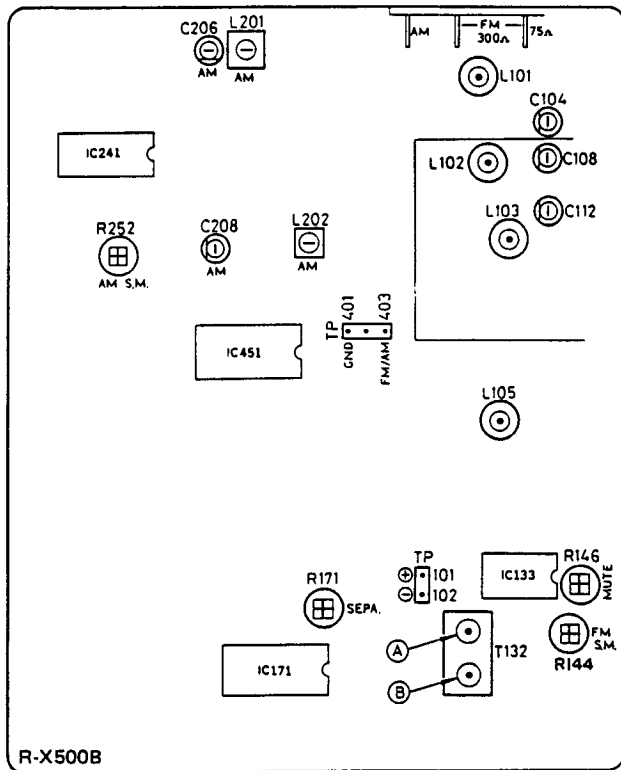 C206
L201
AM
AM
AM
FM
300Ω
75Ω
L101
C104
IC241
L102
C108
R252
C208
L202
L103
C112
AM S.M.
AM
AM
TP
401
403
GND
FM/AM
IC451
L105
TP
R146
R171
+
101
IC133
MUTE
-
102
SEPA.
A
T132
FM
S.M.
IC171
B
R144
R-X500B